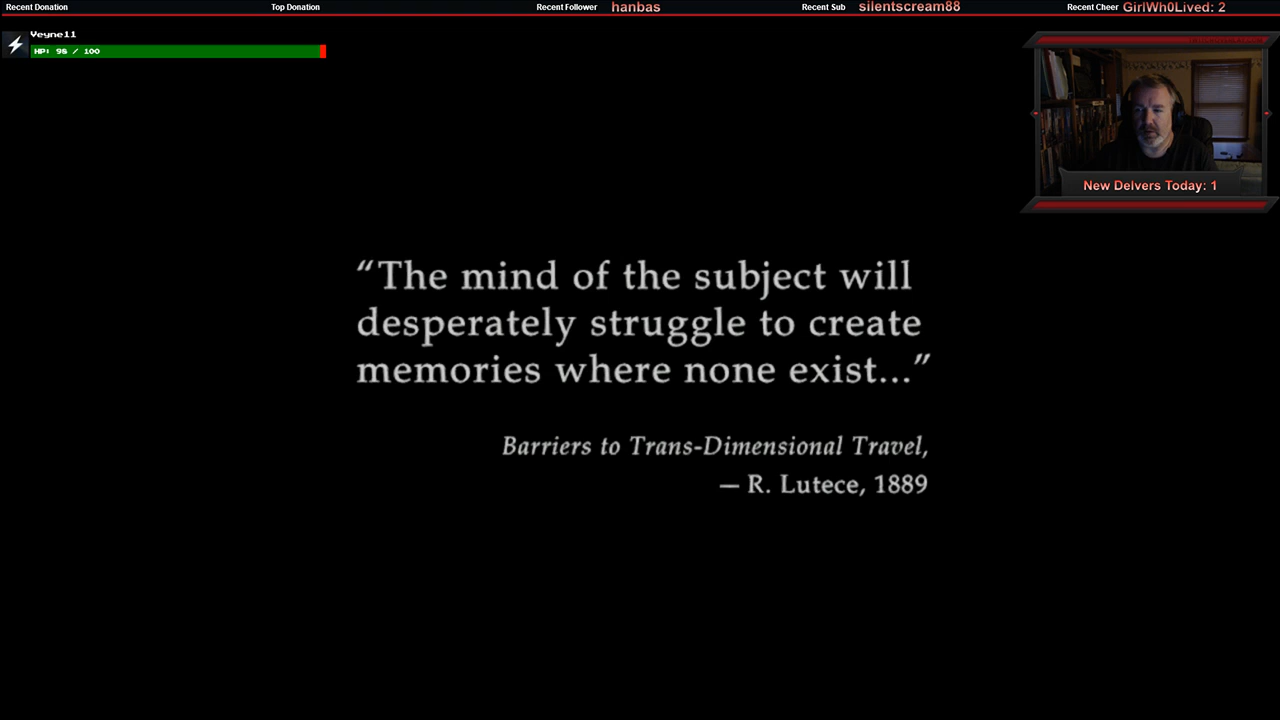 Recent Donation
Top Donation
Recent Follower hanbas
Recent Sub silentscream88
Recent Cheer GirlWh0Lived: 2
Veyne11
HP: 98 / 100
New Delvers Today: 1
“The mind of the subject will
desperately struggle to create
memories where none exist...”
Barriers to Trans-Dimensional Travel,
— R. Lutece, 1889